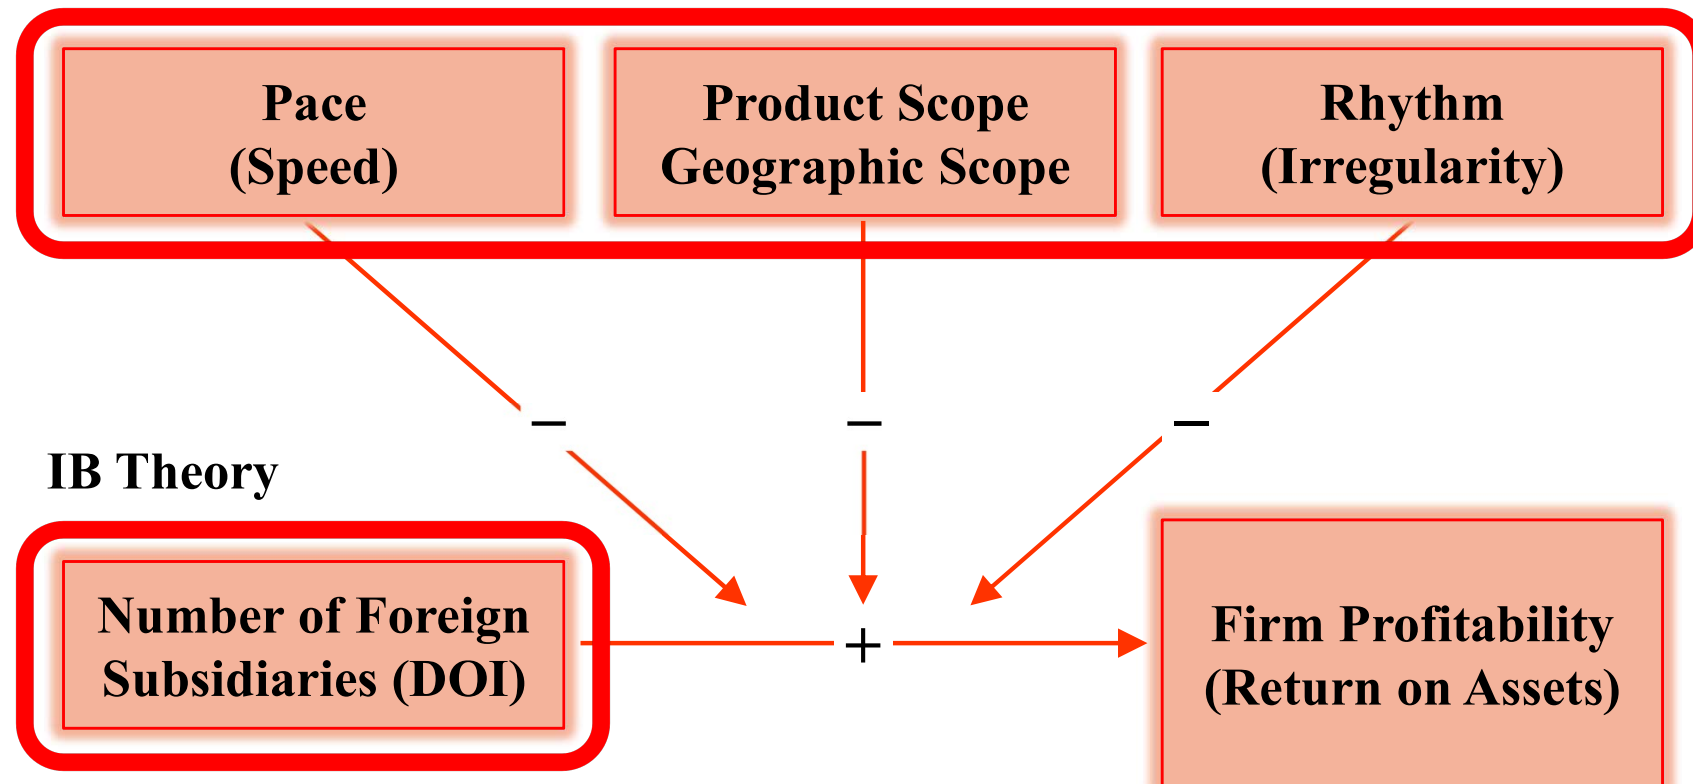 Pace
(Speed)
Product Scope
Geographic Scope
Rhythm
(Irregularity)
–
–
–
IB Theory
Number of Foreign
Subsidiaries (DOI)
+
Firm Profitability
(Return on Assets)